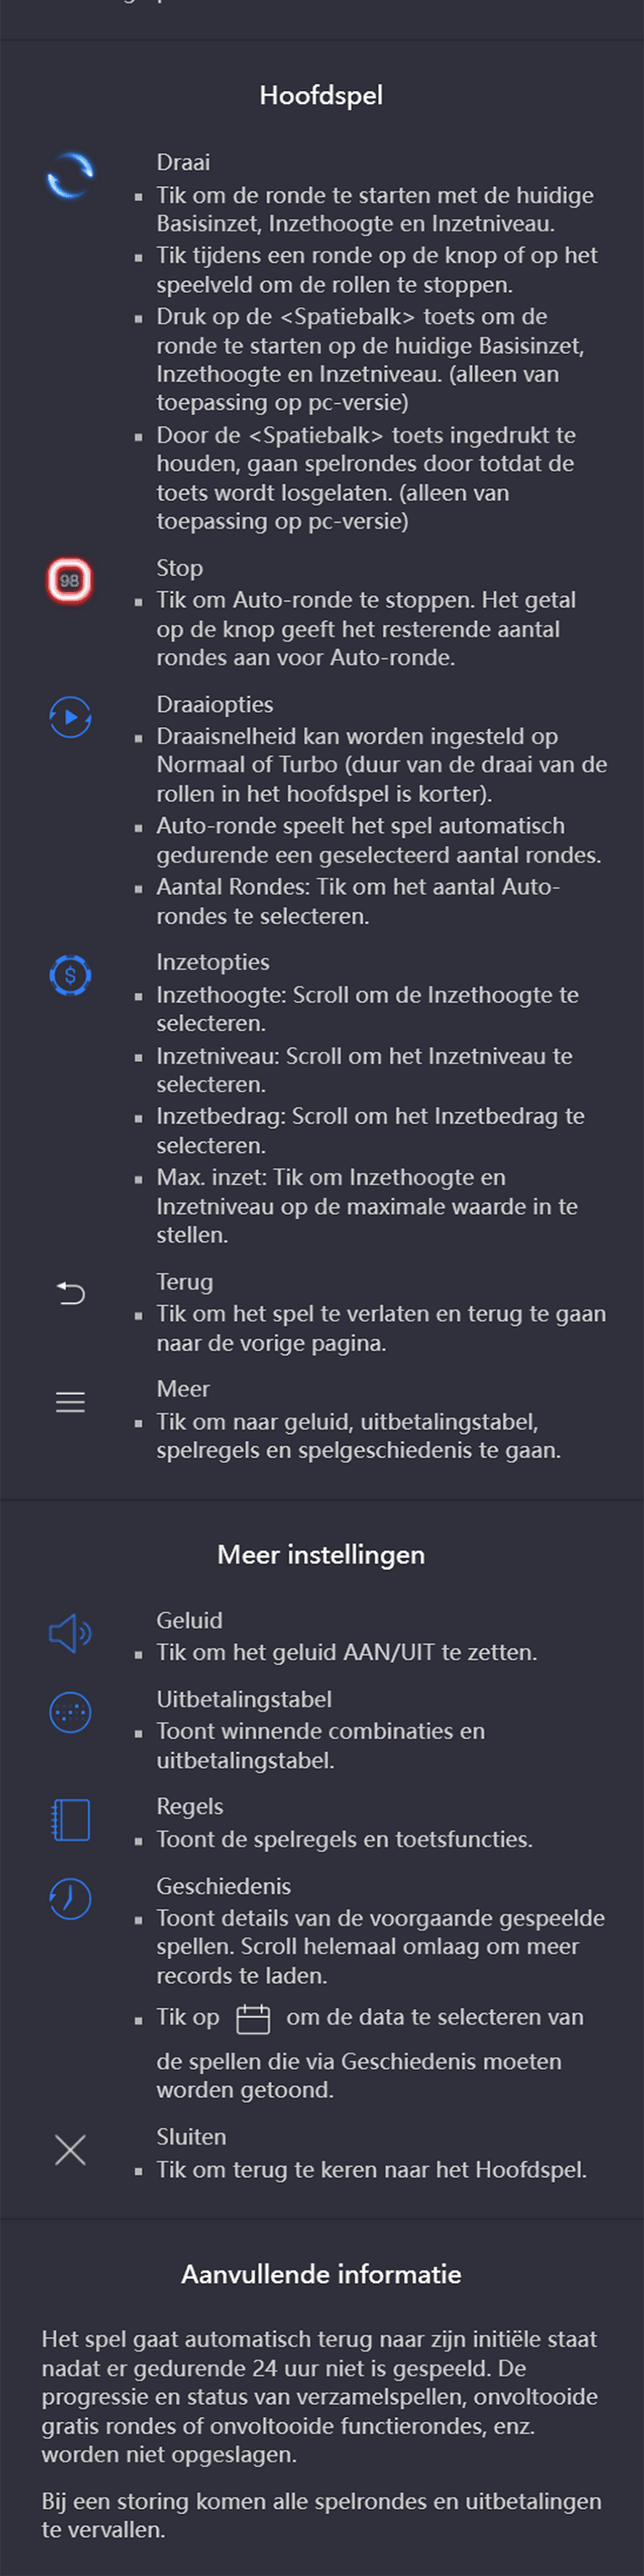 Hoofdspel
Draai
▪ Tik om de ronde te starten met de huidige
Basisinzet, Inzethoogte en Inzetniveau.
▪ Tik tijdens een ronde op de knop of op het
speelveld om de rollen te stoppen.
▪ Druk op de <Spatiebalk> toets om de
ronde te starten op de huidige Basisinzet,
Inzethoogte en Inzetniveau. (alleen van
toepassing op pc-versie)
▪ Door de <Spatiebalk> toets ingedrukt te
houden, gaan spelrondes door totdat de
toets wordt losgelaten. (alleen van
toepassing op pc-versie)
98
Stop
▪ Tik om Auto-ronde te stoppen. Het getal
op de knop geeft het resterende aantal
rondes aan voor Auto-ronde.
Draaiopties
▪ Draaisnelheid kan worden ingesteld op
Normaal of Turbo (duur van de draai van de
rollen in het hoofdspel is korter).
▪ Auto-ronde speelt het spel automatisch
gedurende een geselecteerd aantal rondes.
▪ Aantal Rondes: Tik om het aantal Auto-
rondes te selecteren.
$
Inzetopties
▪ Inzethoogte: Scroll om de Inzethoogte te
selecteren.
▪ Inzetniveau: Scroll om het Inzetniveau te
selecteren.
▪ Inzetbedrag: Scroll om het Inzetbedrag te
selecteren.
▪ Max. inzet: Tik om Inzethoogte en
Inzetniveau op de maximale waarde in te
stellen.
Terug
▪ Tik om het spel te verlaten en terug te gaan
naar de vorige pagina.
Meer
▪ Tik om naar geluid, uitbetalingstabel,
spelregels en spelgeschiedenis te gaan.
Meer instellingen
Geluid
▪ Tik om het geluid AAN/UIT te zetten.
Uitbetalingstabel
▪ Toont winnende combinaties en
uitbetalingstabel.
Regels
▪ Toont de spelregels en toetsfuncties.
Geschiedenis
▪ Toont details van de voorgaande gespeelde
spellen. Scroll helemaal omlaag om meer
records te laden.
▪ Tik op om de data te selecteren van
de spellen die via Geschiedenis moeten
worden getoond.
Sluiten
▪ Tik om terug te keren naar het Hoofdspel.
Aanvullende informatie
Het spel gaat automatisch terug naar zijn initiële staat
nadat er gedurende 24 uur niet is gespeeld. De
progressie en status van verzamelspellen, onvoltooide
gratis rondes of onvoltooide functierondes, enz.
worden niet opgeslagen.
Bij een storing komen alle spelrondes en uitbetalingen
te vervallen.